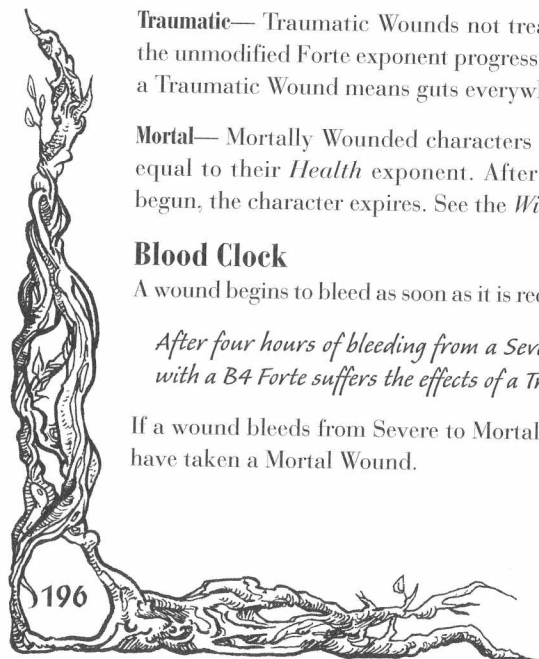 Traumatic— Traumatic Wounds not trea
the unmodified Forte exponent progress
a Traumatic Wound means guts everywh
Mortal— Mortally Wounded characters
equal to their Health exponent. After
begun, the character expires. See the Wi
Blood Clock
A wound begins to bleed as soon as it is rec
After four hours of bleeding from a Seve
with a B4 Forte suffers the effects of a Tr
If a wound bleeds from Severe to Mortal
have taken a Mortal Wound.
196